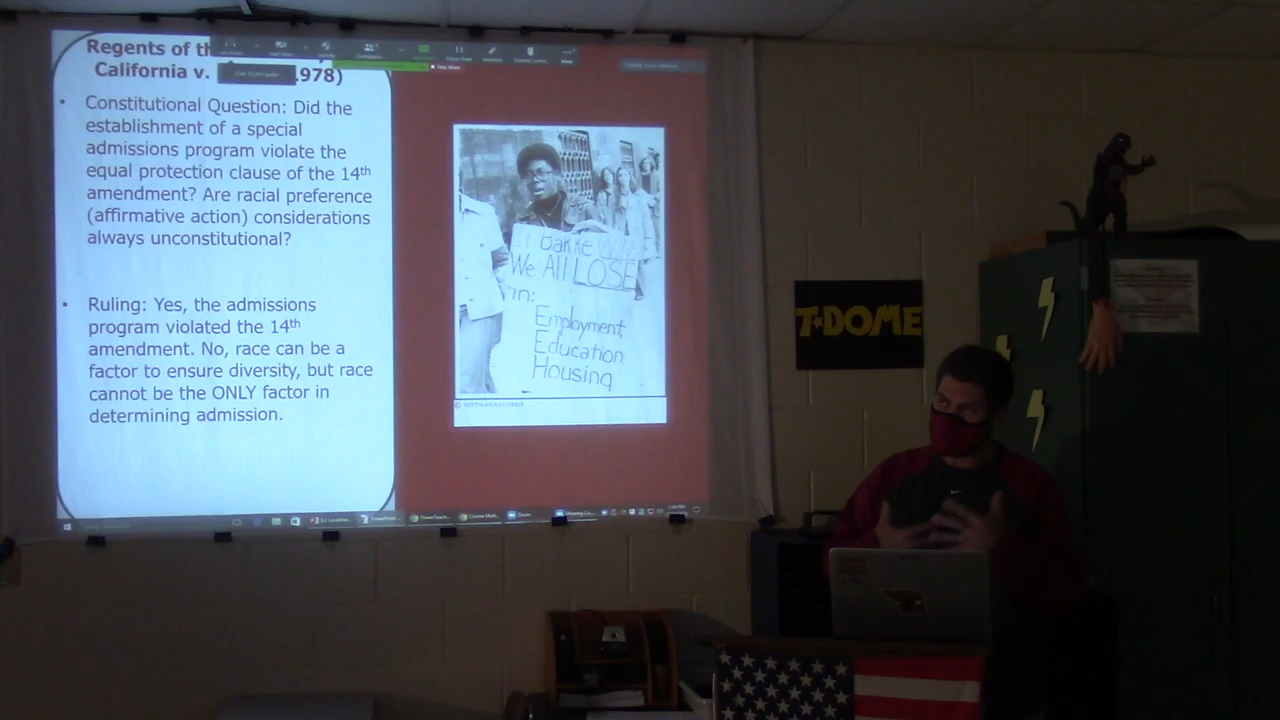 Regents of th
California v. 1978)
• Constitutional Question: Did the
establishment of a special
admissions program violate the
equal protection clause of the 14th
amendment? Are racial preference
(affirmative action) considerations
always unconstitutional?
• Ruling: Yes, the admissions
program violated the 14th
amendment. No, race can be a
factor to ensure diversity, but race
cannot be the ONLY factor in
determining admission.
Bakke
We All LOSE
in:
Employment,
Education
Housing
T★DOME